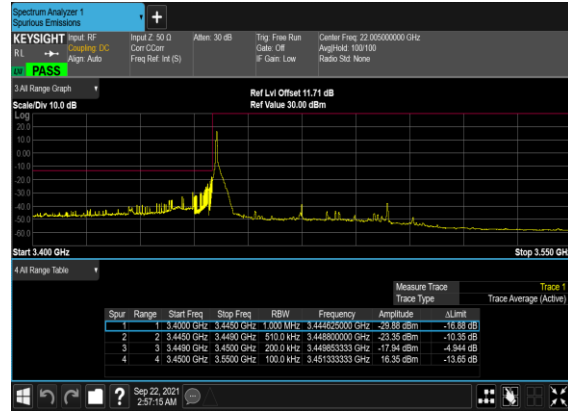 Spectrum Analyzer 1
Spurious Emissions
KEYSIGHT Input: RF Input Z: 50 Ω Atten: 30 dB Trig: Free Run Center Freq: 22.005000000 GHz
R L Coupling: DC Corr CCorr Gate: Off Avg|Hold: 100/100
Align: Auto Freq Ref: Int (S) IF Gain: Low Radio Std: None
LXI PASS
3 All Range Graph
Ref Lvl Offset 11.71 dB
Scale/Div 10.0 dB Ref Value 30.00 dBm
Log
20.0
10.0
0.00
-10.0
-20.0
-30.0
-40.0
-50.0
-60.0
Start 3.400 GHz Stop 3.550 GHz
4 All Range Table
Measure Trace Trace 1
Trace Type Trace Average (Active)
Spur Range Start Freq Stop Freq RBW Frequency Amplitude ΔLimit
1 1 3.4000 GHz 3.4450 GHz 1.000 MHz 3.444625000 GHz -29.88 dBm -16.88 dB
2 2 3.4450 GHz 3.4490 GHz 510.0 kHz 3.448800000 GHz -23.35 dBm -10.35 dB
3 3 3.4490 GHz 3.4500 GHz 200.0 kHz 3.449853333 GHz -17.94 dBm -4.944 dB
4 4 3.4500 GHz 3.5500 GHz 100.0 kHz 3.451333333 GHz 16.35 dBm -13.65 dB
? Sep 22, 2021
2:57:15 AM